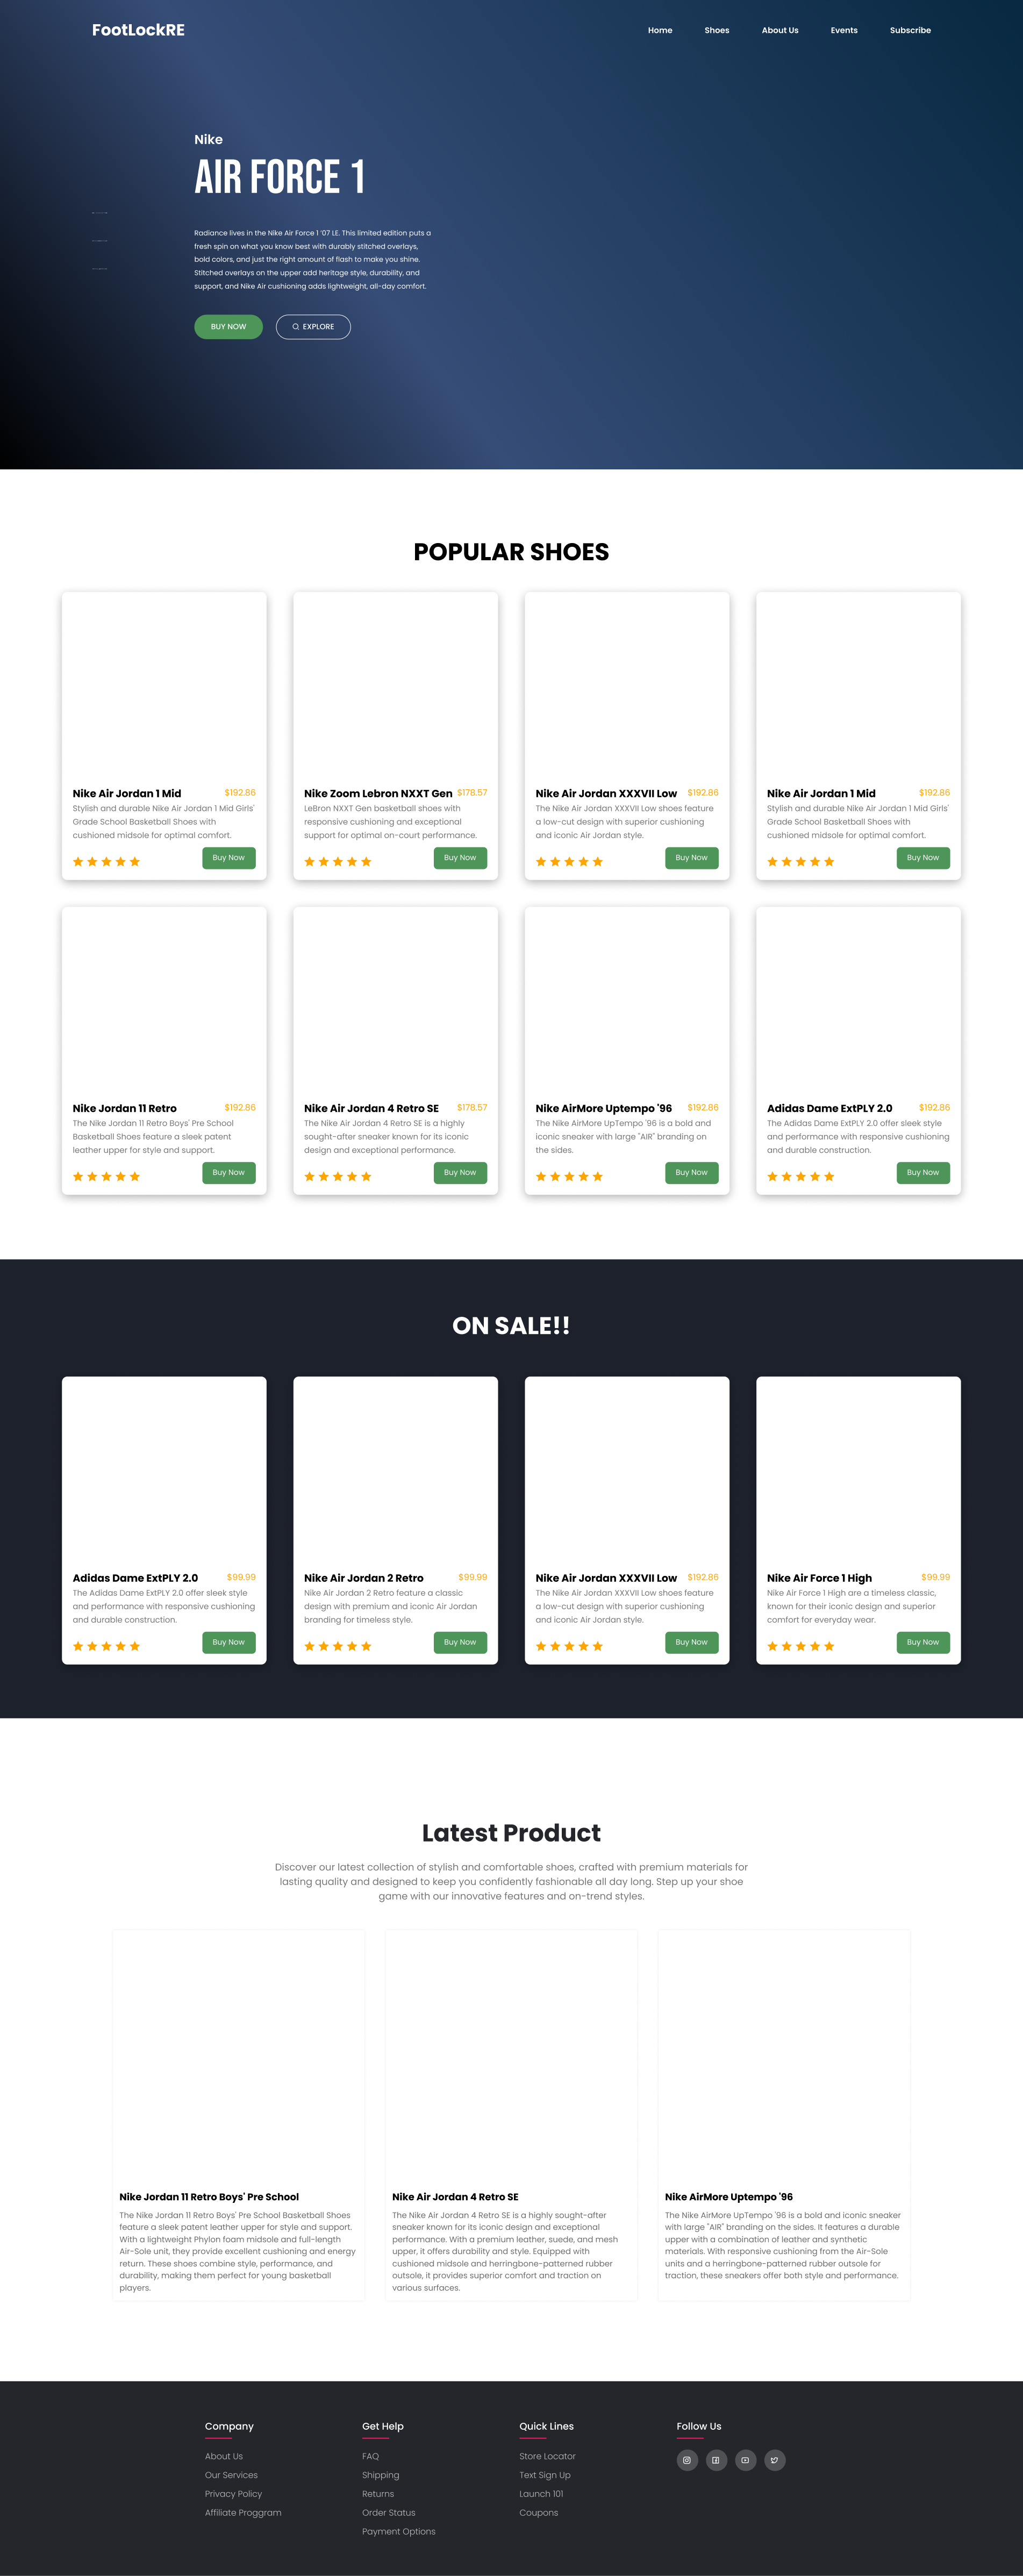 FootLockRE
Home
Shoes
About Us
Events
Subscribe
Nike
AIR FORCE 1
Radiance lives in the Nike Air Force 1 '07 LE. This limited edition puts a
fresh spin on what you know best with durably stitched overlays,
bold colors, and just the right amount of flash to make you shine.
Stitched overlays on the upper add heritage style, durability, and
support, and Nike Air cushioning adds lightweight, all-day comfort.
BUY NOW
EXPLORE
POPULAR SHOES
Nike Air Jordan 1 Mid
$192.86
Stylish and durable Nike Air Jordan 1 Mid Girls'
Grade School Basketball Shoes with
cushioned midsole for optimal comfort.
Buy Now
Nike Zoom Lebron NXXT Gen
$178.57
LeBron NXXT Gen basketball shoes with
responsive cushioning and exceptional
support for optimal on-court performance.
Buy Now
Nike Air Jordan XXXVII Low
$192.86
The Nike Air Jordan XXXVII Low shoes feature
a low-cut design with superior cushioning
and iconic Air Jordan style.
Buy Now
Nike Air Jordan 1 Mid
$192.86
Stylish and durable Nike Air Jordan 1 Mid Girls'
Grade School Basketball Shoes with
cushioned midsole for optimal comfort.
Buy Now
Nike Jordan 11 Retro
$192.86
The Nike Jordan 11 Retro Boys' Pre School
Basketball Shoes feature a sleek patent
leather upper for style and support.
Buy Now
Nike Air Jordan 4 Retro SE
$178.57
The Nike Air Jordan 4 Retro SE is a highly
sought-after sneaker known for its iconic
design and exceptional performance.
Buy Now
Nike AirMore Uptempo '96
$192.86
The Nike AirMore UpTempo '96 is a bold and
iconic sneaker with large "AIR" branding on
the sides.
Buy Now
Adidas Dame ExtPLY 2.0
$192.86
The Adidas Dame ExtPLY 2.0 offer sleek style
and performance with responsive cushioning
and durable construction.
Buy Now
ON SALE!!
Adidas Dame ExtPLY 2.0
$99.99
The Adidas Dame ExtPLY 2.0 offer sleek style
and performance with responsive cushioning
and durable construction.
Buy Now
Nike Air Jordan 2 Retro
$99.99
Nike Air Jordan 2 Retro feature a classic
design with premium and iconic Air Jordan
branding for timeless style.
Buy Now
Nike Air Jordan XXXVII Low
$192.86
The Nike Air Jordan XXXVII Low shoes feature
a low-cut design with superior cushioning
and iconic Air Jordan style.
Buy Now
Nike Air Force 1 High
$99.99
Nike Air Force 1 High are a timeless classic,
known for their iconic design and superior
comfort for everyday wear.
Buy Now
Latest Product
Discover our latest collection of stylish and comfortable shoes, crafted with premium materials for
lasting quality and designed to keep you confidently fashionable all day long. Step up your shoe
game with our innovative features and on-trend styles.
Nike Jordan 11 Retro Boys' Pre School
The Nike Jordan 11 Retro Boys' Pre School Basketball Shoes
feature a sleek patent leather upper for style and support.
With a lightweight Phylon foam midsole and full-length
Air-Sole unit, they provide excellent cushioning and energy
return. These shoes combine style, performance, and
durability, making them perfect for young basketball
players.
Nike Air Jordan 4 Retro SE
The Nike Air Jordan 4 Retro SE is a highly sought-after
sneaker known for its iconic design and exceptional
performance. With a premium leather, suede, and mesh
upper, it offers durability and style. Equipped with
cushioned midsole and herringbone-patterned rubber
outsole, it provides superior comfort and traction on
various surfaces.
Nike AirMore Uptempo '96
The Nike AirMore UpTempo '96 is a bold and iconic sneaker
with large "AIR" branding on the sides. It features a durable
upper with a combination of leather and synthetic
materials. With responsive cushioning from the Air-Sole
units and a herringbone-patterned rubber outsole for
traction, these sneakers offer both style and performance.
Company
About Us
Our Services
Privacy Policy
Affiliate Proggram
Get Help
FAQ
Shipping
Returns
Order Status
Payment Options
Quick Lines
Store Locator
Text Sign Up
Launch 101
Coupons
Follow Us